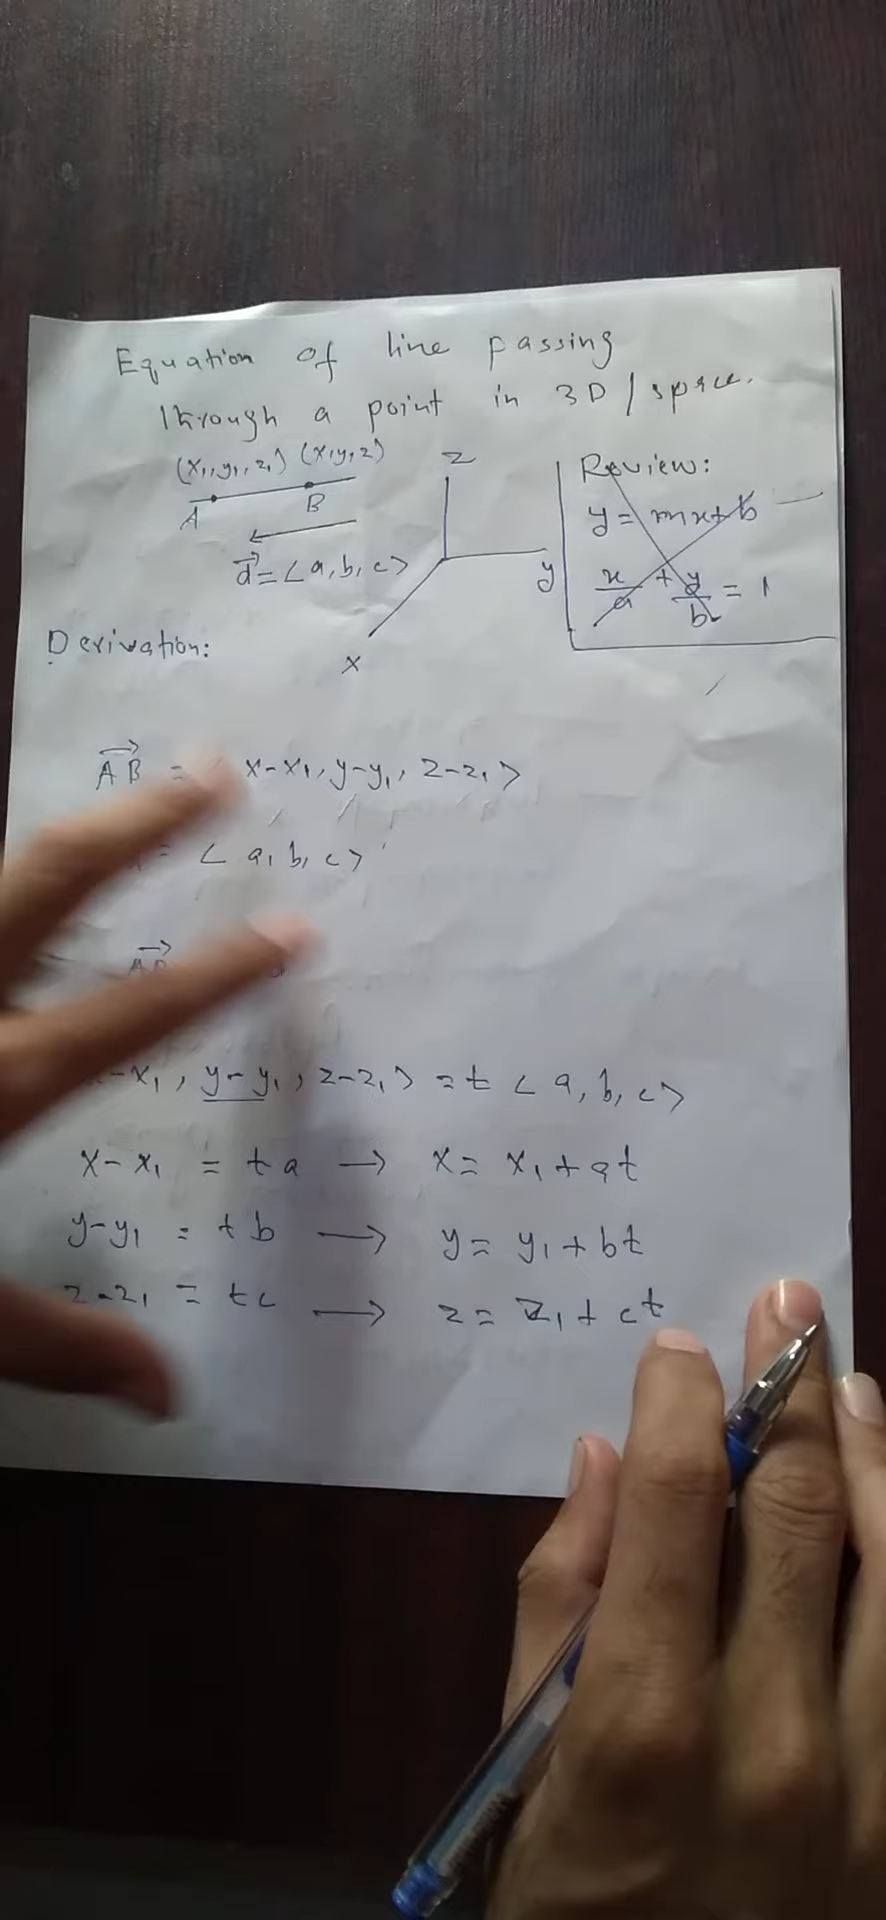 Equation of line passing
through a point in 3D / space.
(x₁, y₁, z₁) (x, y, z)
A B
d⃗ = < a, b, c >
z
y
x
Review:
y = mx + b
x/a + y/b = 1
Derivation:
AB⃗ = x - x₁, y - y₁, z - z₁ >
= < a, b, c >
- x₁, y - y₁, z - z₁ > = t < a, b, c >
x - x₁ = ta → x = x₁ + at
y - y₁ = tb → y = y₁ + bt
z - z₁ = tc → z = z₁ + ct